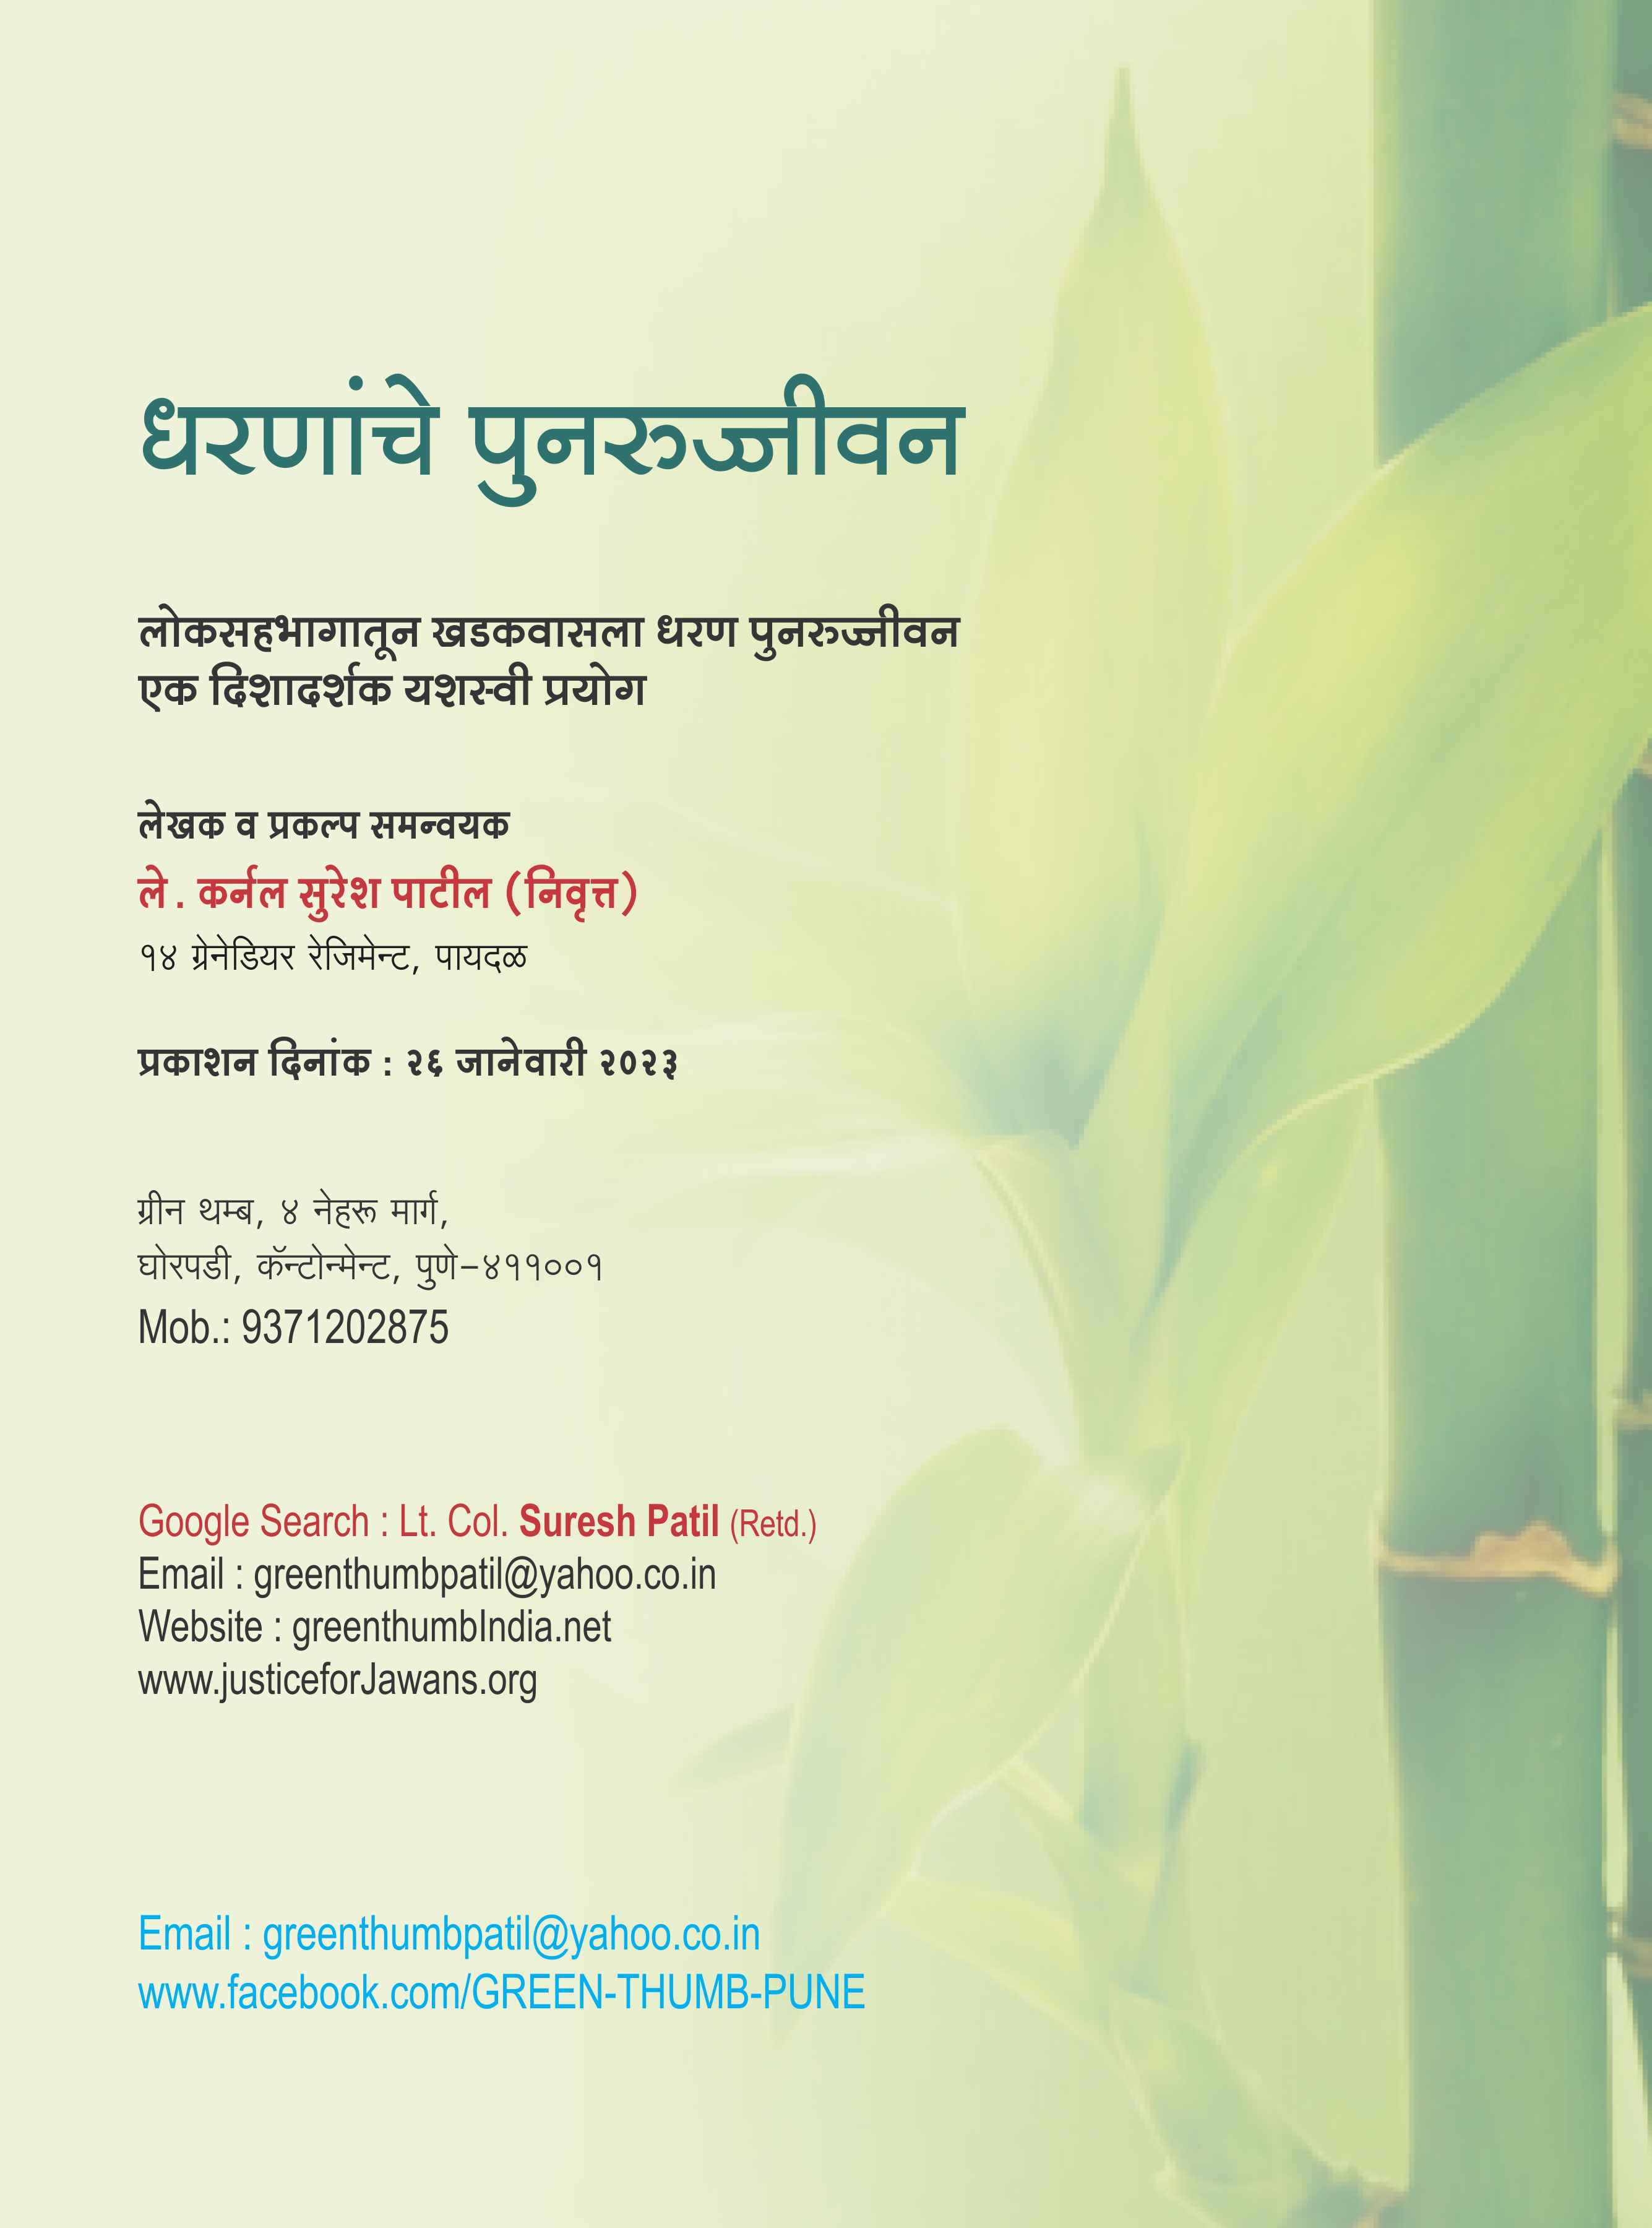 धरणांचे पुनरुज्जीवन
लोकसहभागातून खडकवासला धरण पुनरुज्जीवन
एक दिशादर्शक यशस्वी प्रयोग
लेखक व प्रकल्प समन्वयक
ले. कर्नल सुरेश पाटील (निवृत्त)
१४ ग्रेनेडियर रेजिमेन्ट, पायदळ
प्रकाशन दिनांक : २६ जानेवारी २०२३
ग्रीन थम्ब, ४ नेहरू मार्ग,
घोरपडी, कॅन्टोन्मेन्ट, पुणे-४११००१
Mob.: 9371202875
Google Search : Lt. Col. Suresh Patil (Retd.)
Email : greenthumbpatil@yahoo.co.in
Website : greenthumbIndia.net
www.justiceforJawans.org
Email : greenthumbpatil@yahoo.co.in
www.facebook.com/GREEN-THUMB-PUNE